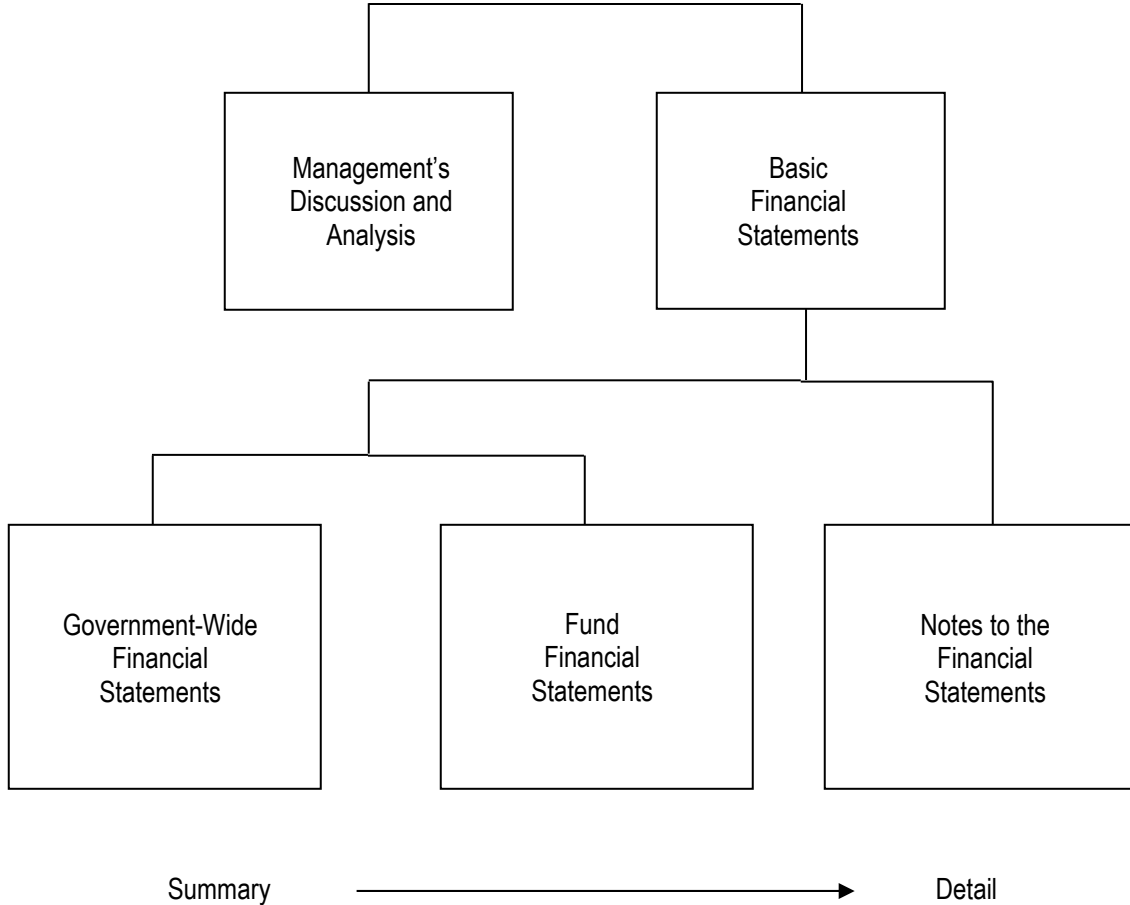 Management’s
Discussion and
Analysis
Basic
Financial
Statements
Government-Wide
Financial
Statements
Fund
Financial
Statements
Notes to the
Financial
Statements
Summary
Detail